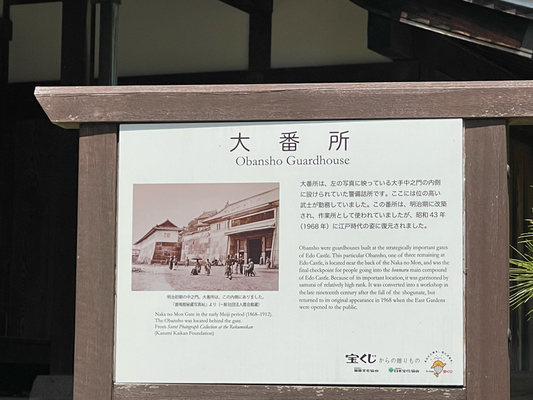 大番所
Obansho Guardhouse
大番所は、左の写真に映っている大手中之門の内側
に設けられていた警備詰所です。ここには位の高い
武士が勤務していました。この番所は、明治期に改築
され、作業所として使われていましたが、昭和43年
(1968年)に江戸時代の姿に復元されました。
Obansho were guardhouses built at the strategically important gates
of Edo Castle. This particular Obansho, one of three remaining at
Edo Castle, is located near the back of the Naka no Mon, and was the
final checkpoint for people going into the honmaru main compound
of Edo Castle. Because of its important location, it was garrisoned by
samurai of relatively high rank. It was converted into a workshop in
the late nineteenth century after the fall of the shogunate, but
returned to its original appearance in 1968 when the East Gardens
were opened to the public.
明治初期の中之門。大番所は、この内側にありました。
Naka no Mon Gate in the early Meiji period (1868–1912).
The Obansho was located behind the gate.
From Secret Photograph Collection at the Rokumeikan
(Kasumi Kaikan Foundation)
宝くじ からの贈りもの